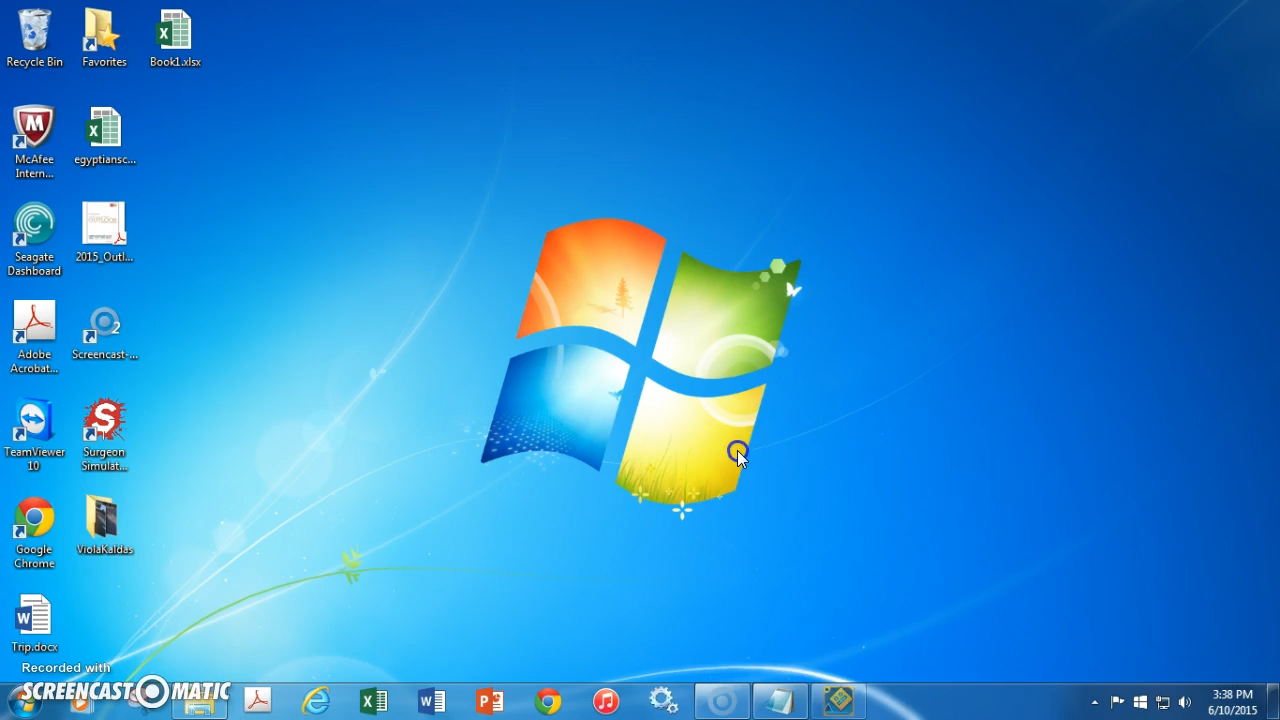 Recycle Bin
Favorites
Book1.xlsx
McAfee
Intern...
egyptiansc...
Seagate
Dashboard
2015_Outl...
Adobe
Acrobat...
2
Screencast-...
TeamViewer
10
S
Surgeon
Simulat...
Google
Chrome
ViolaKaldas
Trip.docx
Recorded with
SCREENCAST MATIC
3:38 PM
6/10/2015